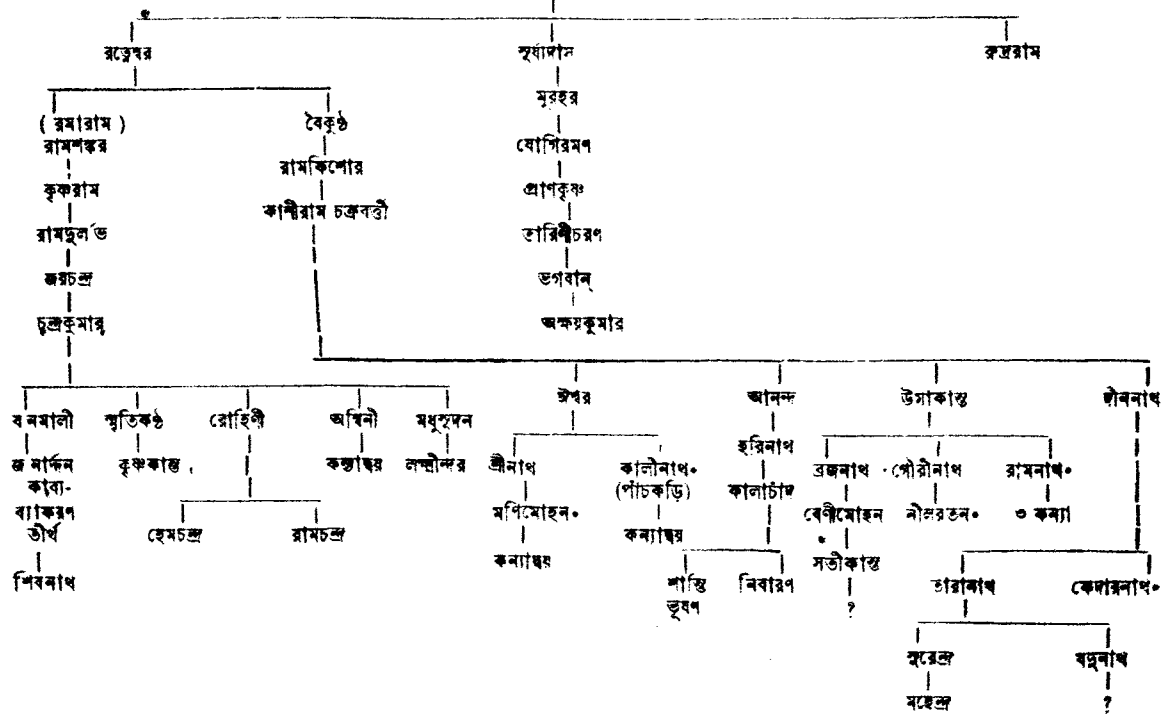 রত্নেশ্বর সূর্য্যদাস রুদ্ররাম
মুরহর
( রমারাম ) বৈকুণ্ঠ
রামশঙ্কর যোগিরমণ
রামকিশোর
কৃষ্ণরাম প্রাণকৃষ্ণ
কাশীরাম চক্রবর্ত্তী
রামদুর্লভ তারিণীচরণ
জয়চন্দ্র ভগবান্
চন্দ্রকুমার অক্ষয়কুমার
ঈশ্বর আনন্দ উমাকান্ত দীননাথ
বনমালী স্মৃতিকণ্ঠ রোহিণী অশ্বিনী মধুসূদন
হরিনাথ
জনার্দ্দন কৃষ্ণকান্ত কন্যাদ্বয় লক্ষ্মীন্দর শ্রীনাথ কালীনাথ• ব্রজনাথ গৌরীনাথ রামনাথ•
কাব্য- (পাঁচকড়ি) কালাচাঁদ
ব্যাকরণ মণিমোহন• বেণীমোহন নীলরতন• ৩ কন্যা
তীর্থ হেমচন্দ্র রামচন্দ্র কন্যাদ্বয়
কন্যাদ্বয় সতীকান্ত
শিবনাথ শান্তি নিবারণ তারানাথ কেদারনাথ•
ভূষণ ?
সুরেন্দ্র যদুনাথ
মহেন্দ্র ?